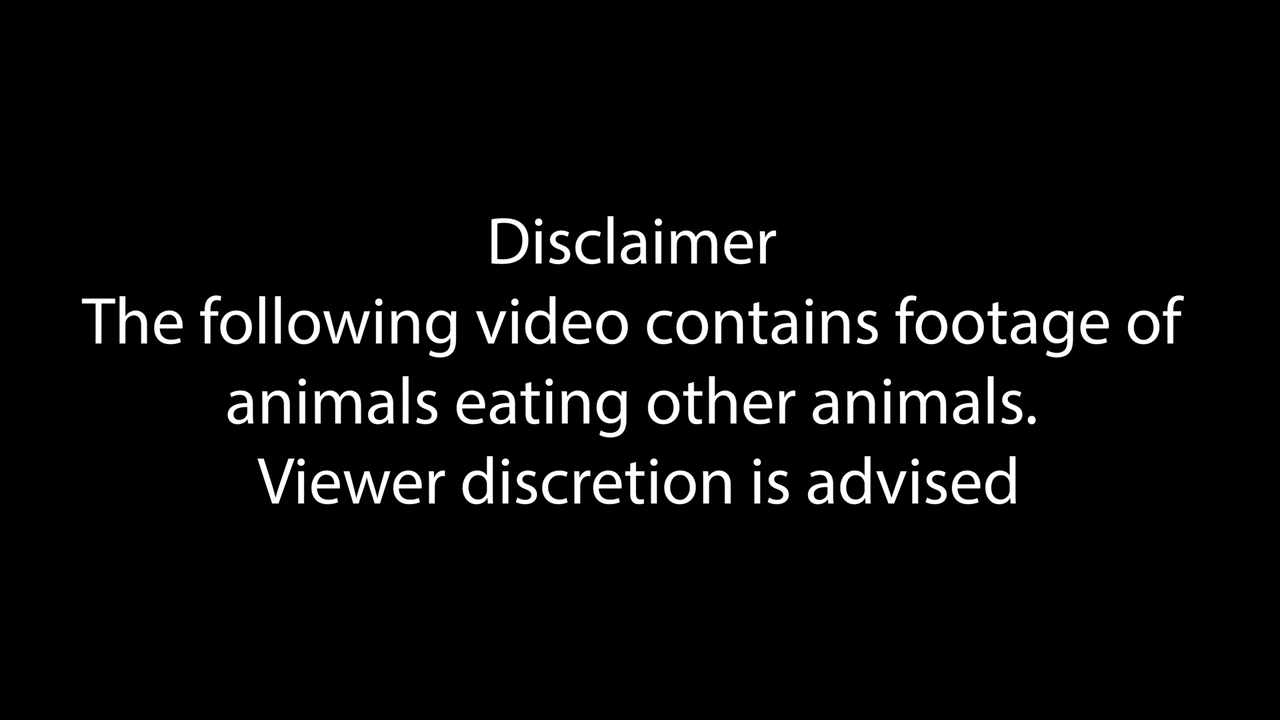 Disclaimer
The following video contains footage of
animals eating other animals.
Viewer discretion is advised